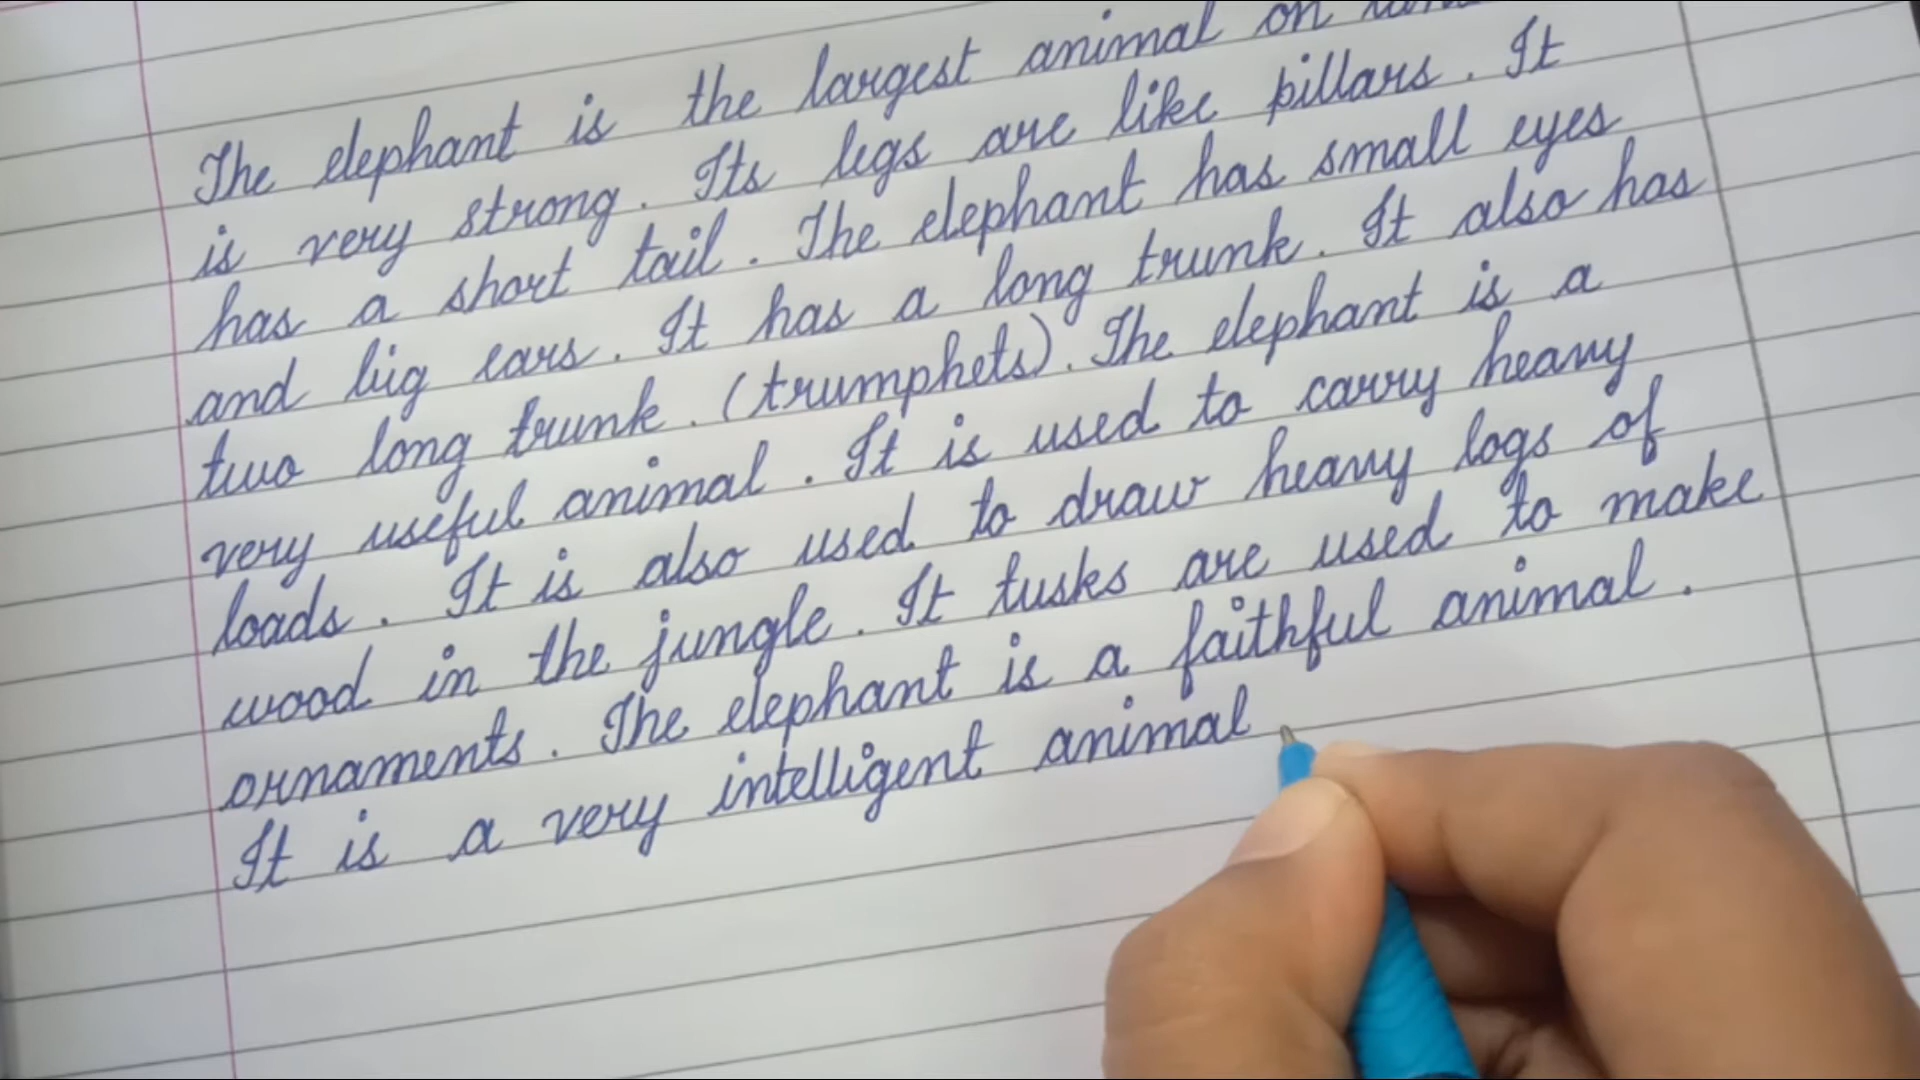 The elephant is the largest animal on
is very strong. Its legs are like pillars. It
has a short tail. The elephant has small eyes
and big ears. It has a long trunk. It also has
two long trunk. (trumphets). The elephant is a
very useful animal. It is used to carry heavy
loads. It is also used to draw heavy logs of
wood in the jungle. It tusks are used to make
ornaments. The elephant is a faithful animal.
It is a very intelligent animal